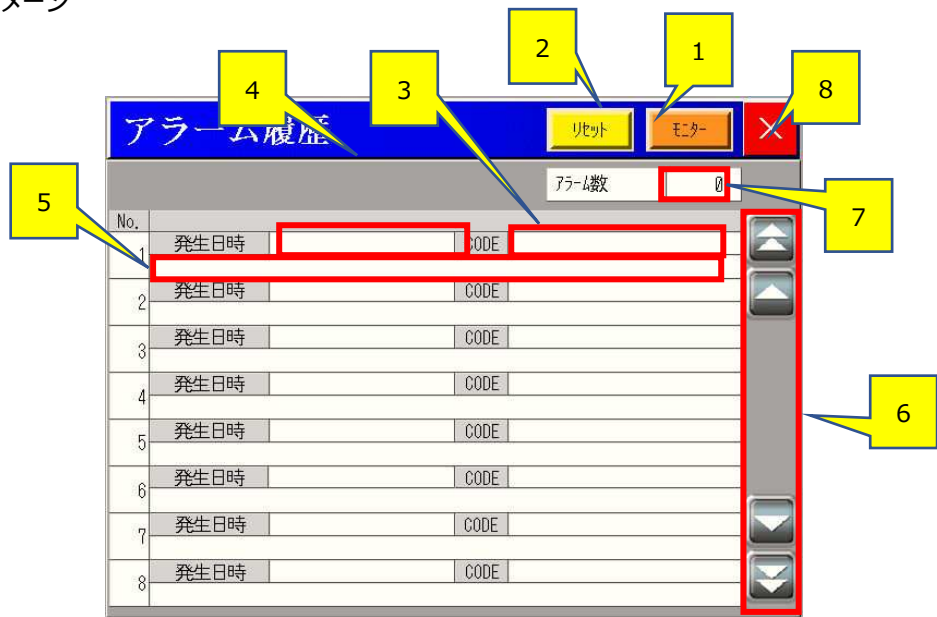 メージ
2
1
4
3
8
アラーム履歴
リセット
モニター
×
アラーム数
0
5
7
No.
1
発生日時
CODE
2
発生日時
CODE
3
発生日時
CODE
4
発生日時
CODE
6
5
発生日時
CODE
6
発生日時
CODE
7
発生日時
CODE
8
発生日時
CODE